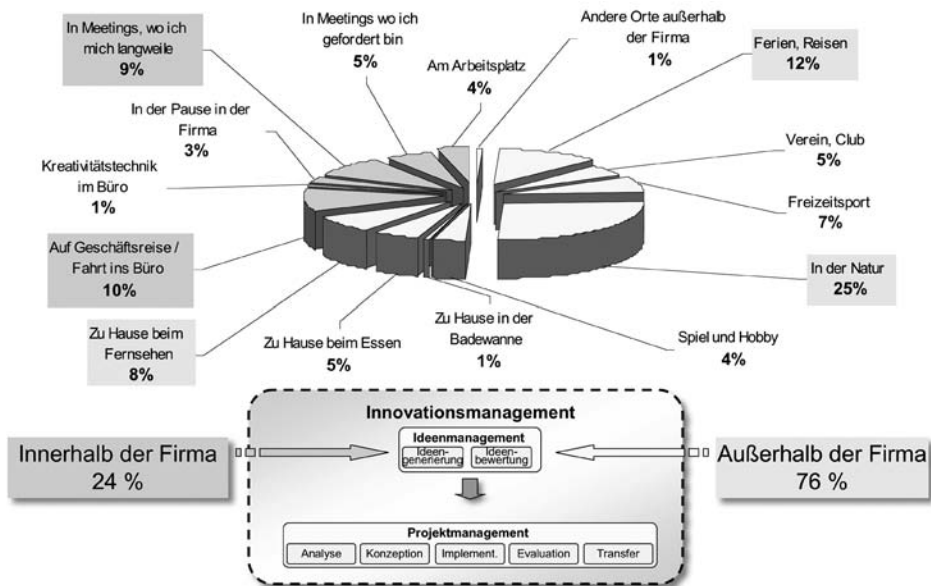 In Meetings, wo ich
mich langweile
9%
In Meetings wo ich
gefordert bin
5%
Andere Orte außerhalb
der Firma
1%
Ferien, Reisen
12%
Am Arbeitsplatz
4%
In der Pause in der
Firma
3%
Verein, Club
5%
Kreativitätstechnik
im Büro
1%
Freizeitsport
7%
Auf Geschäftsreise /
Fahrt ins Büro
10%
In der Natur
25%
Zu Hause beim
Fernsehen
8%
Zu Hause beim Essen
5%
Zu Hause in der
Badewanne
1%
Spiel und Hobby
4%
Innovationsmanagement
Ideenmanagement
Ideen-
generierung
Ideen-
bewertung
Innerhalb der Firma
24 %
Außerhalb der Firma
76 %
Projektmanagement
Analyse
Konzeption
Implement.
Evaluation
Transfer